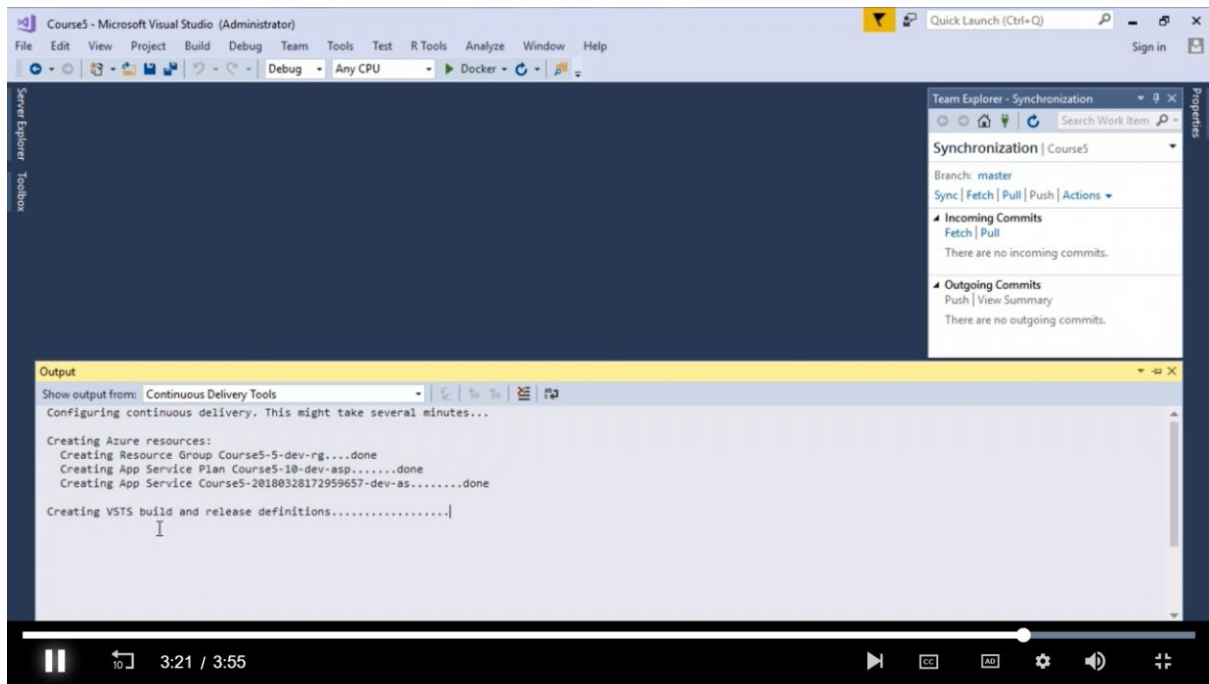 Course5 - Microsoft Visual Studio (Administrator)
Quick Launch (Ctrl+Q)
File Edit View Project Build Debug Team Tools Test R Tools Analyze Window Help
Sign in
Debug Any CPU Docker
Server Explorer
Toolbox
Team Explorer - Synchronization
Properties
Search Work Item
Synchronization | Course5
Branch: master
Sync | Fetch | Pull | Push | Actions
Incoming Commits
Fetch | Pull
There are no incoming commits.
Outgoing Commits
Push | View Summary
There are no outgoing commits.
Output
Show output from: Continuous Delivery Tools
Configuring continuous delivery. This might take several minutes...
Creating Azure resources:
Creating Resource Group Course5-5-dev-rg....done
Creating App Service Plan Course5-10-dev-asp.......done
Creating App Service Course5-20180328172959657-dev-as........done
Creating VSTS build and release definitions..................
10 3:21 / 3:55
CC AD